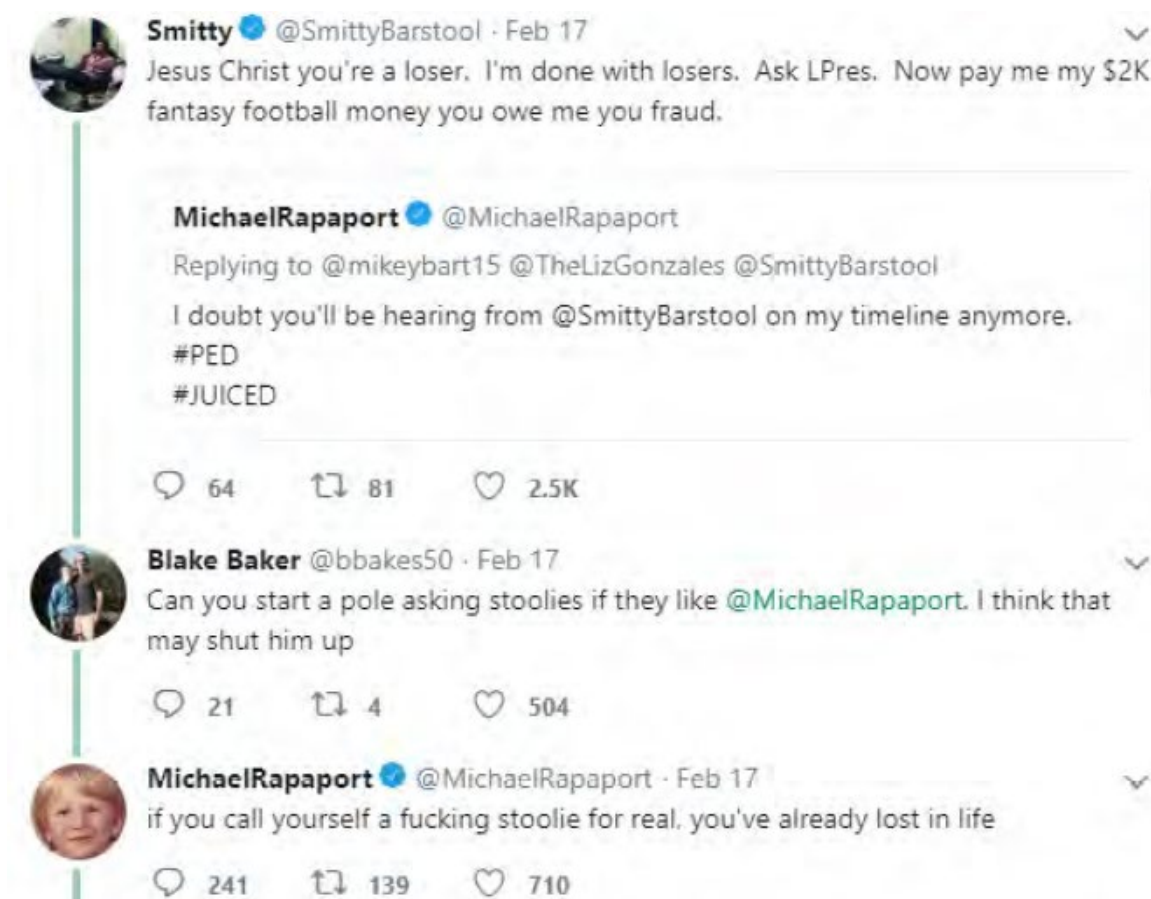 Smitty @SmittyBarstool · Feb 17
Jesus Christ you're a loser. I'm done with losers. Ask LPres. Now pay me my $2K
fantasy football money you owe me you fraud.
MichaelRapaport @MichaelRapaport
Replying to @mikeybart15 @TheLizGonzales @SmittyBarstool
I doubt you'll be hearing from @SmittyBarstool on my timeline anymore.
#PED
#JUICED
64 81 2.5K
Blake Baker @bbakes50 · Feb 17
Can you start a pole asking stoolies if they like @MichaelRapaport. I think that
may shut him up
21 4 504
MichaelRapaport @MichaelRapaport · Feb 17
if you call yourself a fucking stoolie for real. you've already lost in life
241 139 710